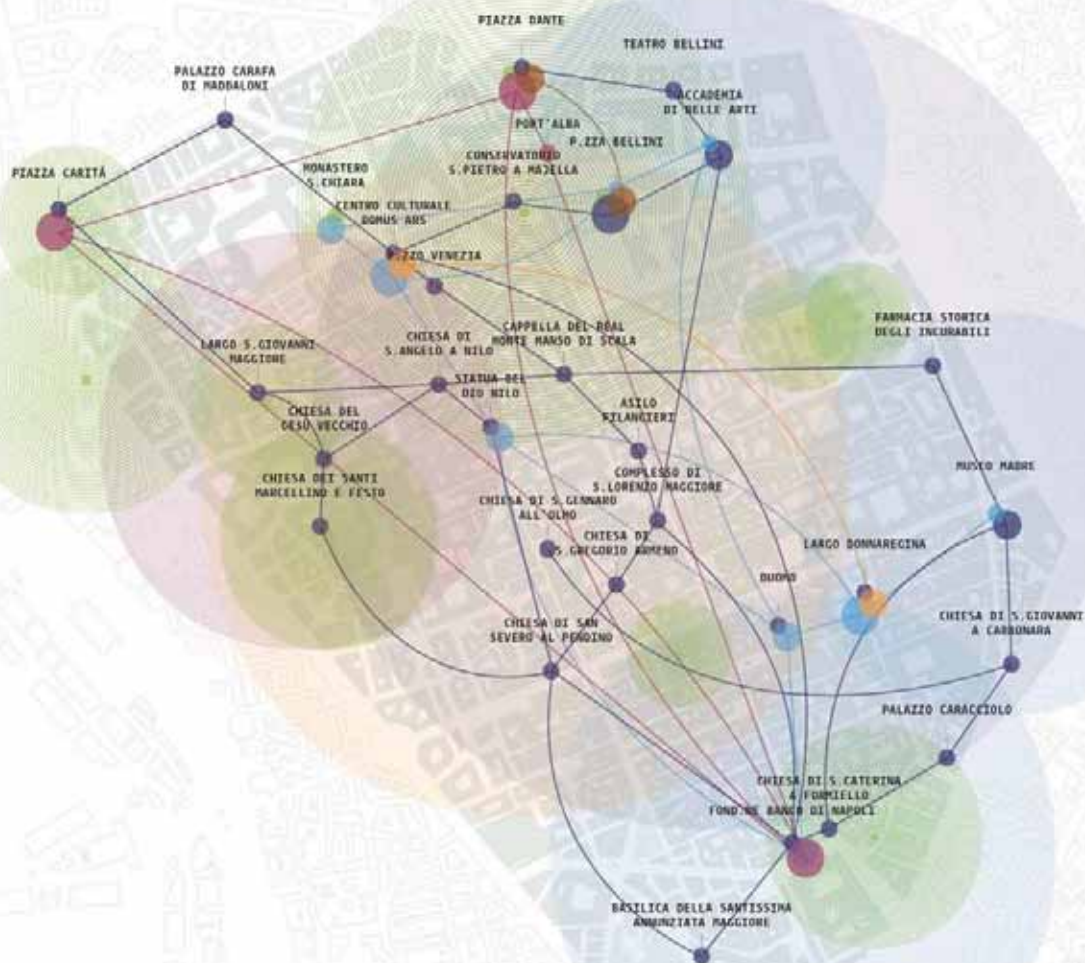 PIAZZA DANTE
TEATRO BELLINI
PALAZZO CARAFA
DI MADDALONI
ACCADEMIA
DI BELLE ARTI
PORT'ALBA
P.ZZA BELLINI
CONSERVATORIO
S.PIETRO A MAJELLA
PIAZZA CARITÀ
MONASTERO
S.CHIARA
CENTRO CULTURALE
DOMUS ARS
P.ZZO VENEZIA
FARMACIA STORICA
DEGLI INCURABILI
LARGO S.GIOVANNI
MAGGIORE
CHIESA DI
S.ANGELO A NILO
CAPPELLA DEL REAL
MONTE MANSO DI SCALA
STATUA DEL
DIO NILO
ASILO
FILANGIERI
CHIESA DEL
GESÙ VECCHIO
CHIESA DEI SANTI
MARCELLINO E FESTO
COMPLESSO DI
S.LORENZO MAGGIORE
MUSEO MADRE
CHIESA DI S.GENNARO
ALL'OLMO
CHIESA DI
S.GREGORIO ARMENO
LARGO DONNAREGINA
DUOMO
CHIESA DI SAN
SEVERO AL PENDINO
CHIESA DI S.GIOVANNI
A CARBONARA
PALAZZO CARACCIOLO
CHIESA DI S.CATERINA
A FORMIELLO
FOND.NE BANCO DI NAPOLI
BASILICA DELLA SANTISSIMA
ANNUNZIATA MAGGIORE